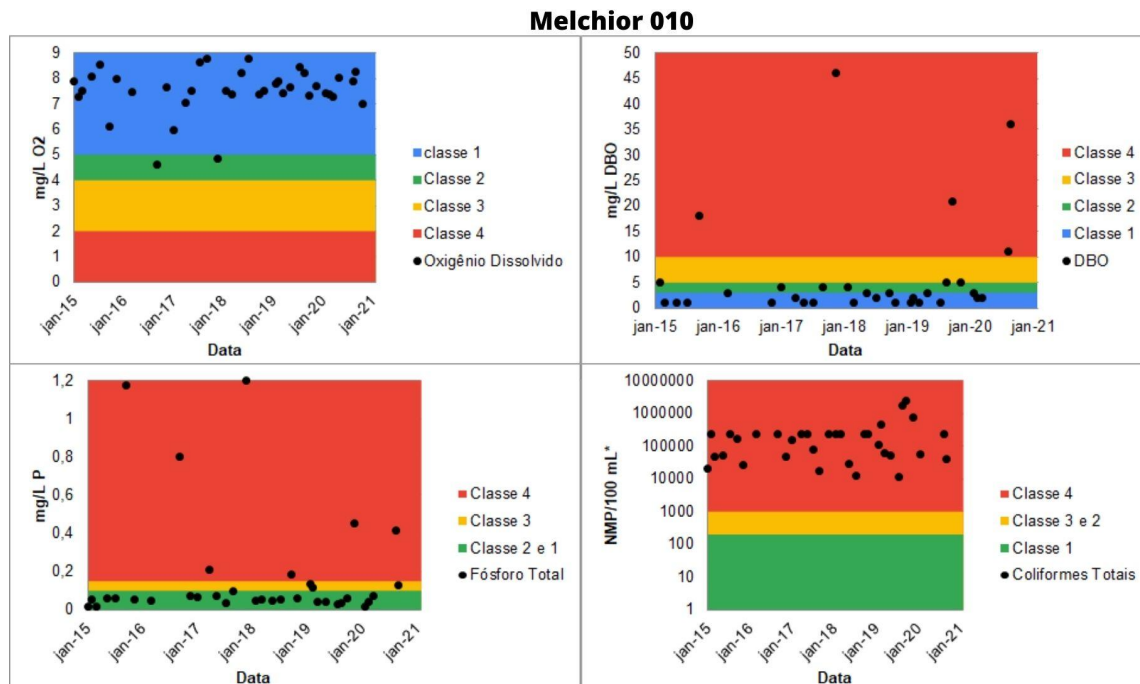 Melchior 010
9
8
7
6
5
4
3
2
1
0
mg/L O2
jan-15
jan-16
jan-17
jan-18
jan-19
jan-20
jan-21
Data
classe 1
Classe 2
Classe 3
Classe 4
Oxigênio Dissolvido
50
45
40
35
30
25
20
15
10
5
0
mg/L DBO
jan-15
jan-16
jan-17
jan-18
jan-19
jan-20
jan-21
Data
Classe 4
Classe 3
Classe 2
Classe 1
DBO
1,2
1
0,8
0,6
0,4
0,2
0
mg/L P
jan-15
jan-16
jan-17
jan-18
jan-19
jan-20
jan-21
Data
Classe 4
Classe 3
Classe 2 e 1
Fósforo Total
10000000
1000000
100000
10000
1000
100
10
1
NMP/100 mL*
jan-15
jan-16
jan-17
jan-18
jan-19
jan-20
jan-21
Data
Classe 4
Classe 3 e 2
Classe 1
Coliformes Totais